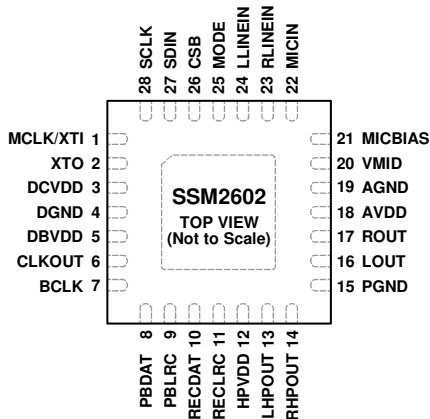 28 SCLK
27 SDIN
26 CSB
25 MODE
24 LLINEIN
23 RLINEIN
22 MICIN
MCLK/XTI 1
XTO 2
DCVDD 3
DGND 4
DBVDD 5
CLKOUT 6
BCLK 7
SSM2602
TOP VIEW
(Not to Scale)
21 MICBIAS
20 VMID
19 AGND
18 AVDD
17 ROUT
16 LOUT
15 PGND
PBDAT 8
PBLRC 9
RECDAT 10
RECLRC 11
HPVDD 12
LHPOUT 13
RHPOUT 14